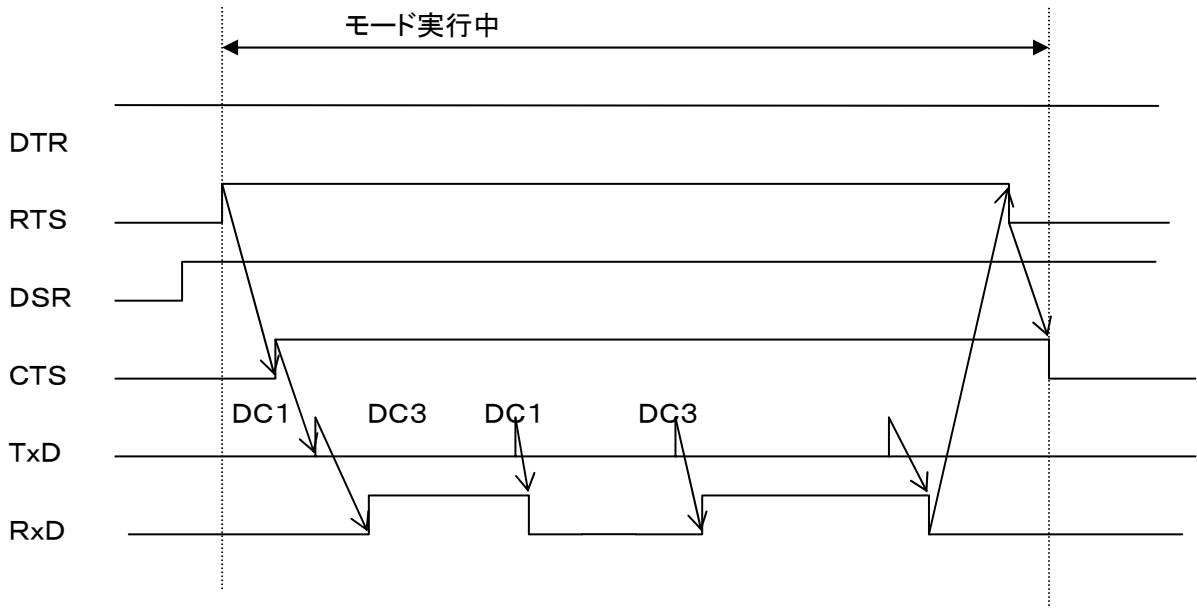 モード実行中
DTR
RTS
DSR
CTS
DC1 DC3 DC1 DC3
TxD
RxD